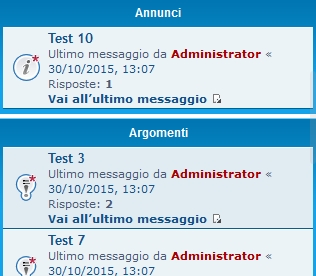 Annunci
Test 10
Ultimo messaggio da Administrator «
30/10/2015, 13:07
Risposte: 1
Vai all’ultimo messaggio
Argomenti
Test 3
Ultimo messaggio da Administrator «
30/10/2015, 13:07
Risposte: 2
Vai all’ultimo messaggio
Test 7
Ultimo messaggio da Administrator «
30/10/2015, 13:07